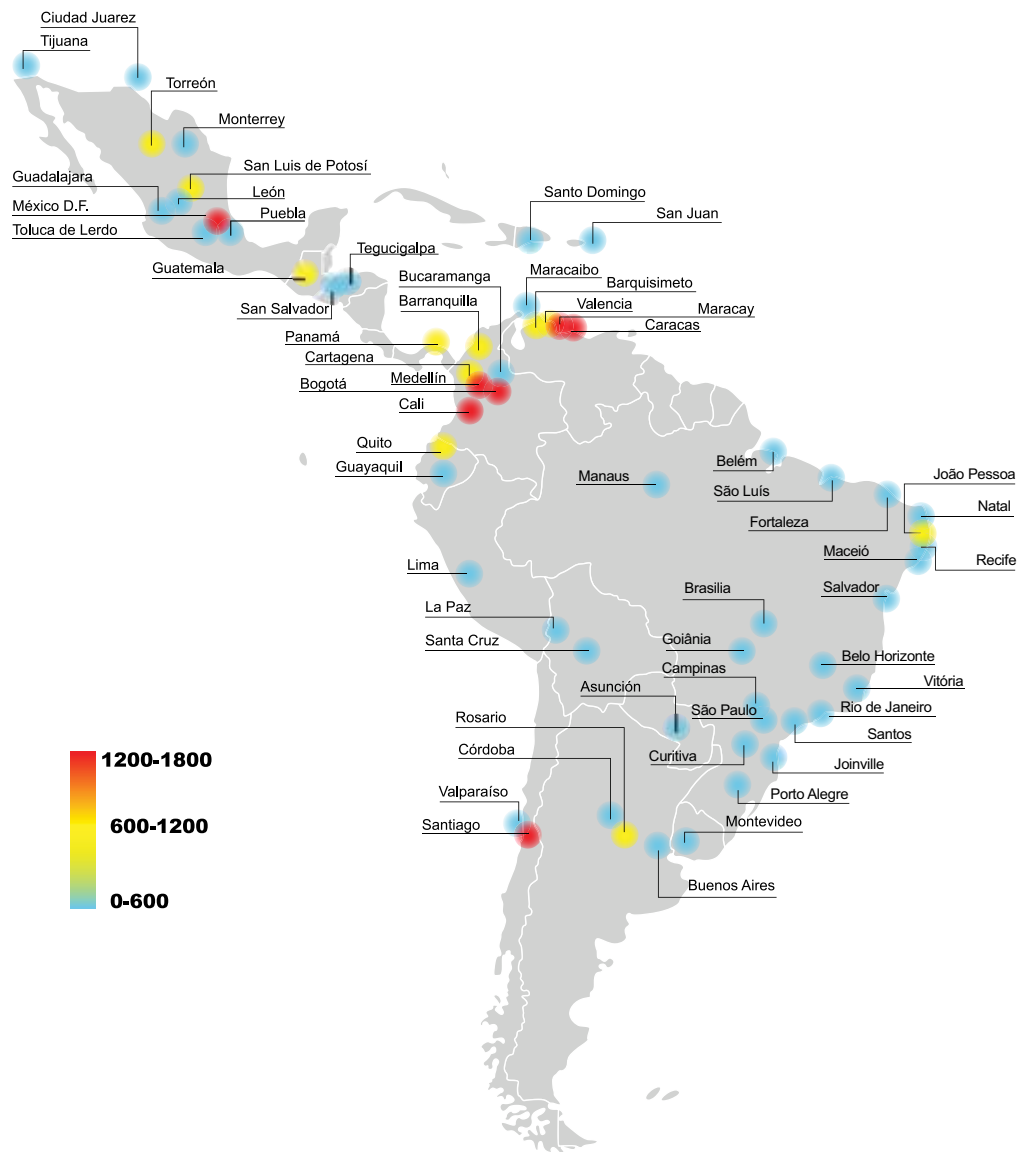 Ciudad Juarez
Tijuana
Torreón
Monterrey
San Luis de Potosí
Guadalajara
León
México D.F.
Puebla
Toluca de Lerdo
Santo Domingo
San Juan
Tegucigalpa
Guatemala
San Salvador
Bucaramanga
Maracaibo
Barquisimeto
Barranquilla
Valencia
Maracay
Caracas
Panamá
Cartagena
Medellín
Bogotá
Cali
Quito
Guayaquil
Manaus
Belém
São Luís
João Pessoa
Fortaleza
Natal
Maceió
Recife
Lima
Brasilia
Salvador
La Paz
Santa Cruz
Goiânia
Belo Horizonte
Campinas
Vitória
Asunción
São Paulo
Rio de Janeiro
Rosario
Santos
Córdoba
Curitiva
Joinville
Valparaíso
Porto Alegre
Santiago
Montevideo
Buenos Aires
1200-1800
600-1200
0-600